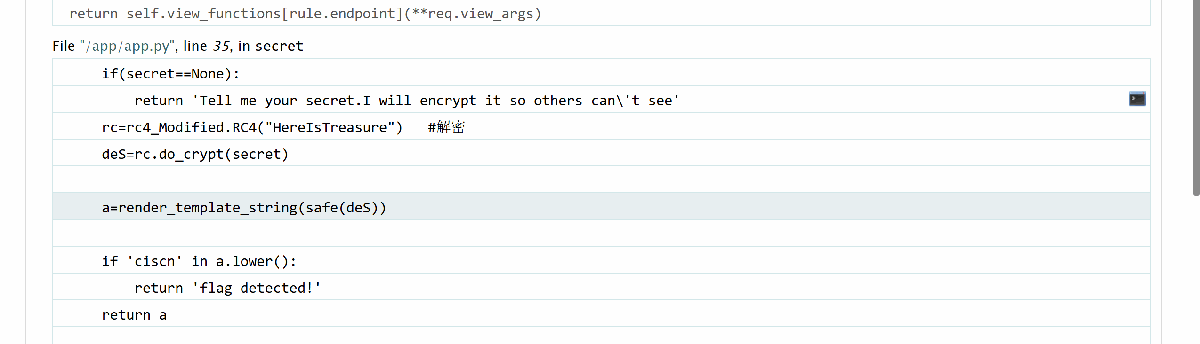 return self.view_functions[rule.endpoint](**req.view_args)
File "/app/app.py", line 35, in secret
if(secret==None):
return 'Tell me your secret.I will encrypt it so others can\'t see'
rc=rc4_Modified.RC4("HereIsTreasure") #解密
deS=rc.do_crypt(secret)
a=render_template_string(safe(deS))
if 'ciscn' in a.lower():
return 'flag detected!'
return a